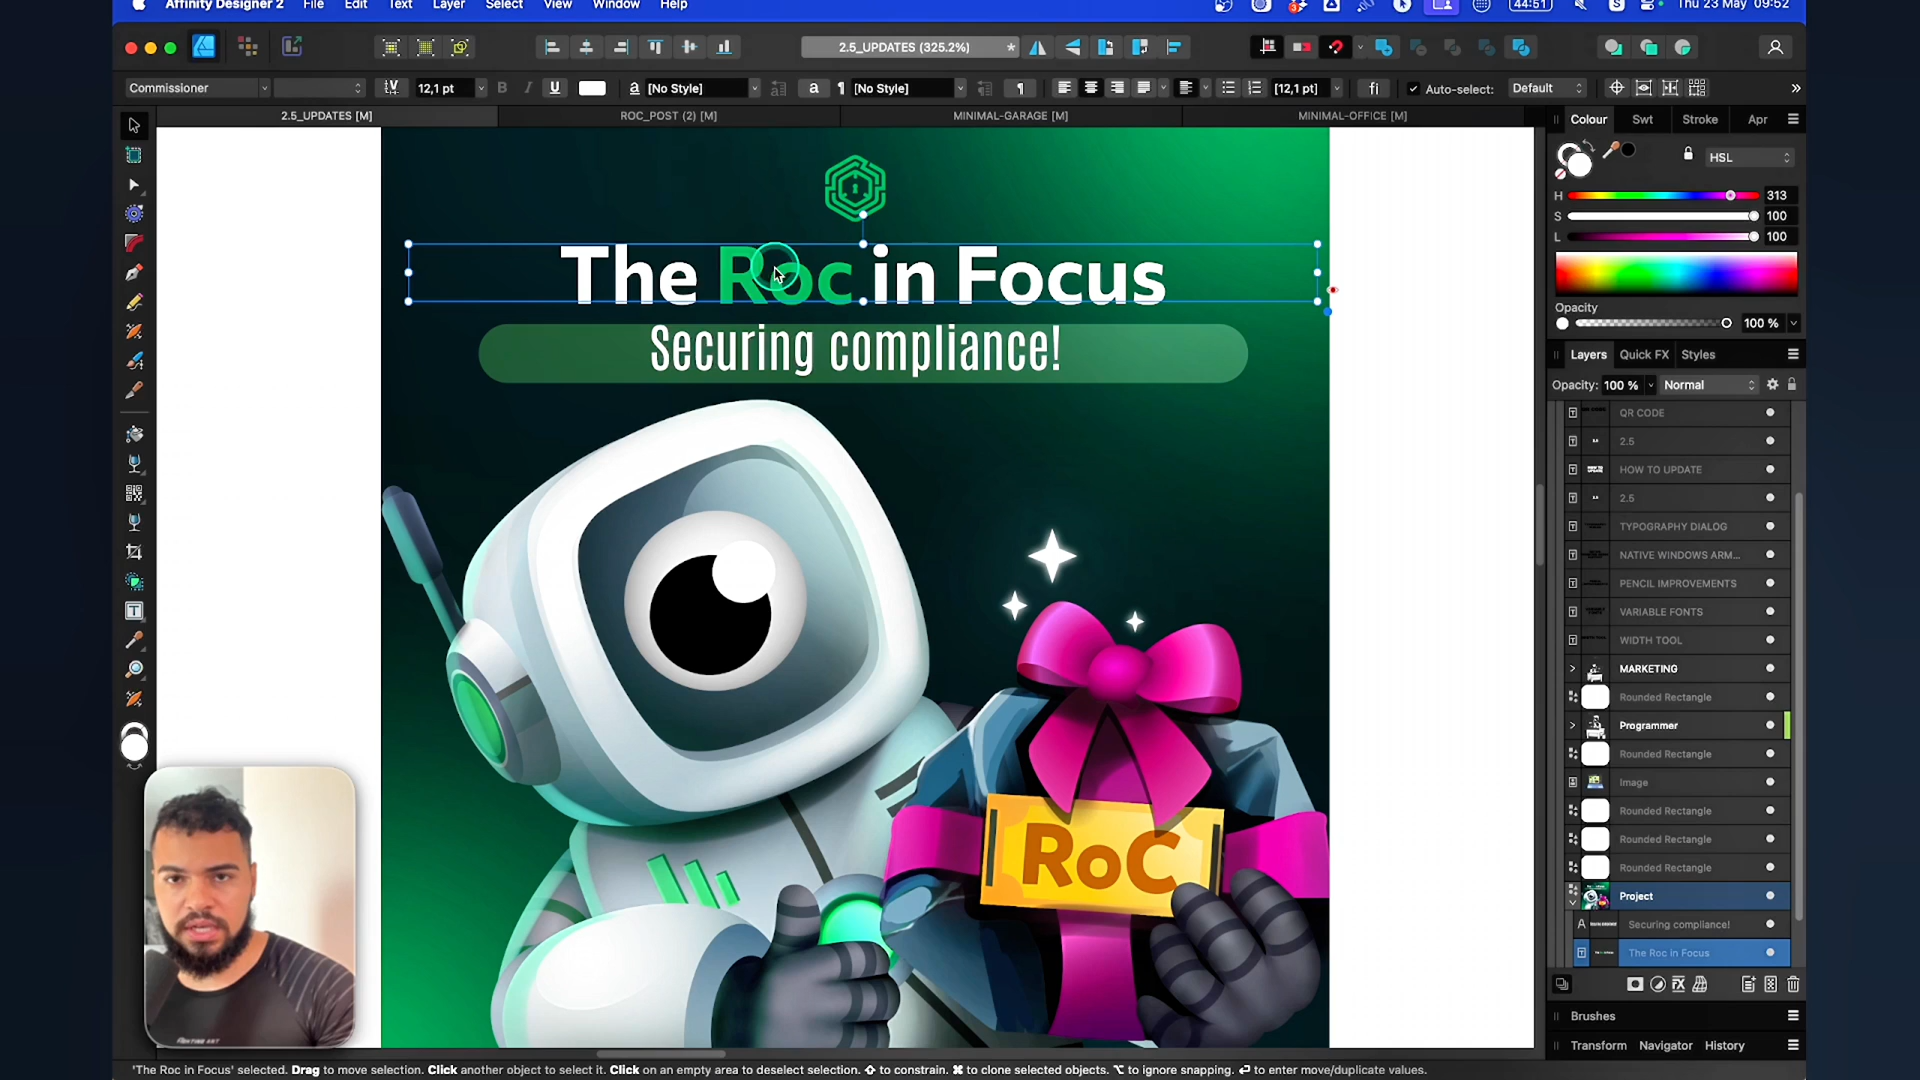 Affinity Designer 2 File Edit Text Layer Select View Window Help
44:51 Thu 23 May 09:52
2.5_UPDATES (325.2%) *
Commissioner 12,1 pt B I U a [No Style] a ¶ [No Style] ¶ [12,1 pt] fi Auto-select: Default »
2.5_UPDATES [M] ROC_POST (2) [M] MINIMAL-GARAGE [M] MINIMAL-OFFICE [M]
The Roc in Focus
Securing compliance!
RoC
Colour Swt Stroke Apr
HSL
H 313
S 100
L 100
Opacity
100 %
Layers Quick FX Styles
Opacity: 100 % Normal
QR CODE
2.5
HOW TO UPDATE
2.5
TYPOGRAPHY DIALOG
NATIVE WINDOWS ARM...
PENCIL IMPROVEMENTS
VARIABLE FONTS
WIDTH TOOL
MARKETING
Rounded Rectangle
Programmer
Rounded Rectangle
Image
Rounded Rectangle
Rounded Rectangle
Rounded Rectangle
Project
A Securing compliance!
The Roc in Focus
Brushes
Transform Navigator History
'The Roc in Focus' selected. Drag to move selection. Click another object to select it. Click on an empty area to deselect selection. ⇧ to constrain. ⌘ to clone selected objects. ⌥ to ignore snapping. ⏎ to enter move/duplicate values.